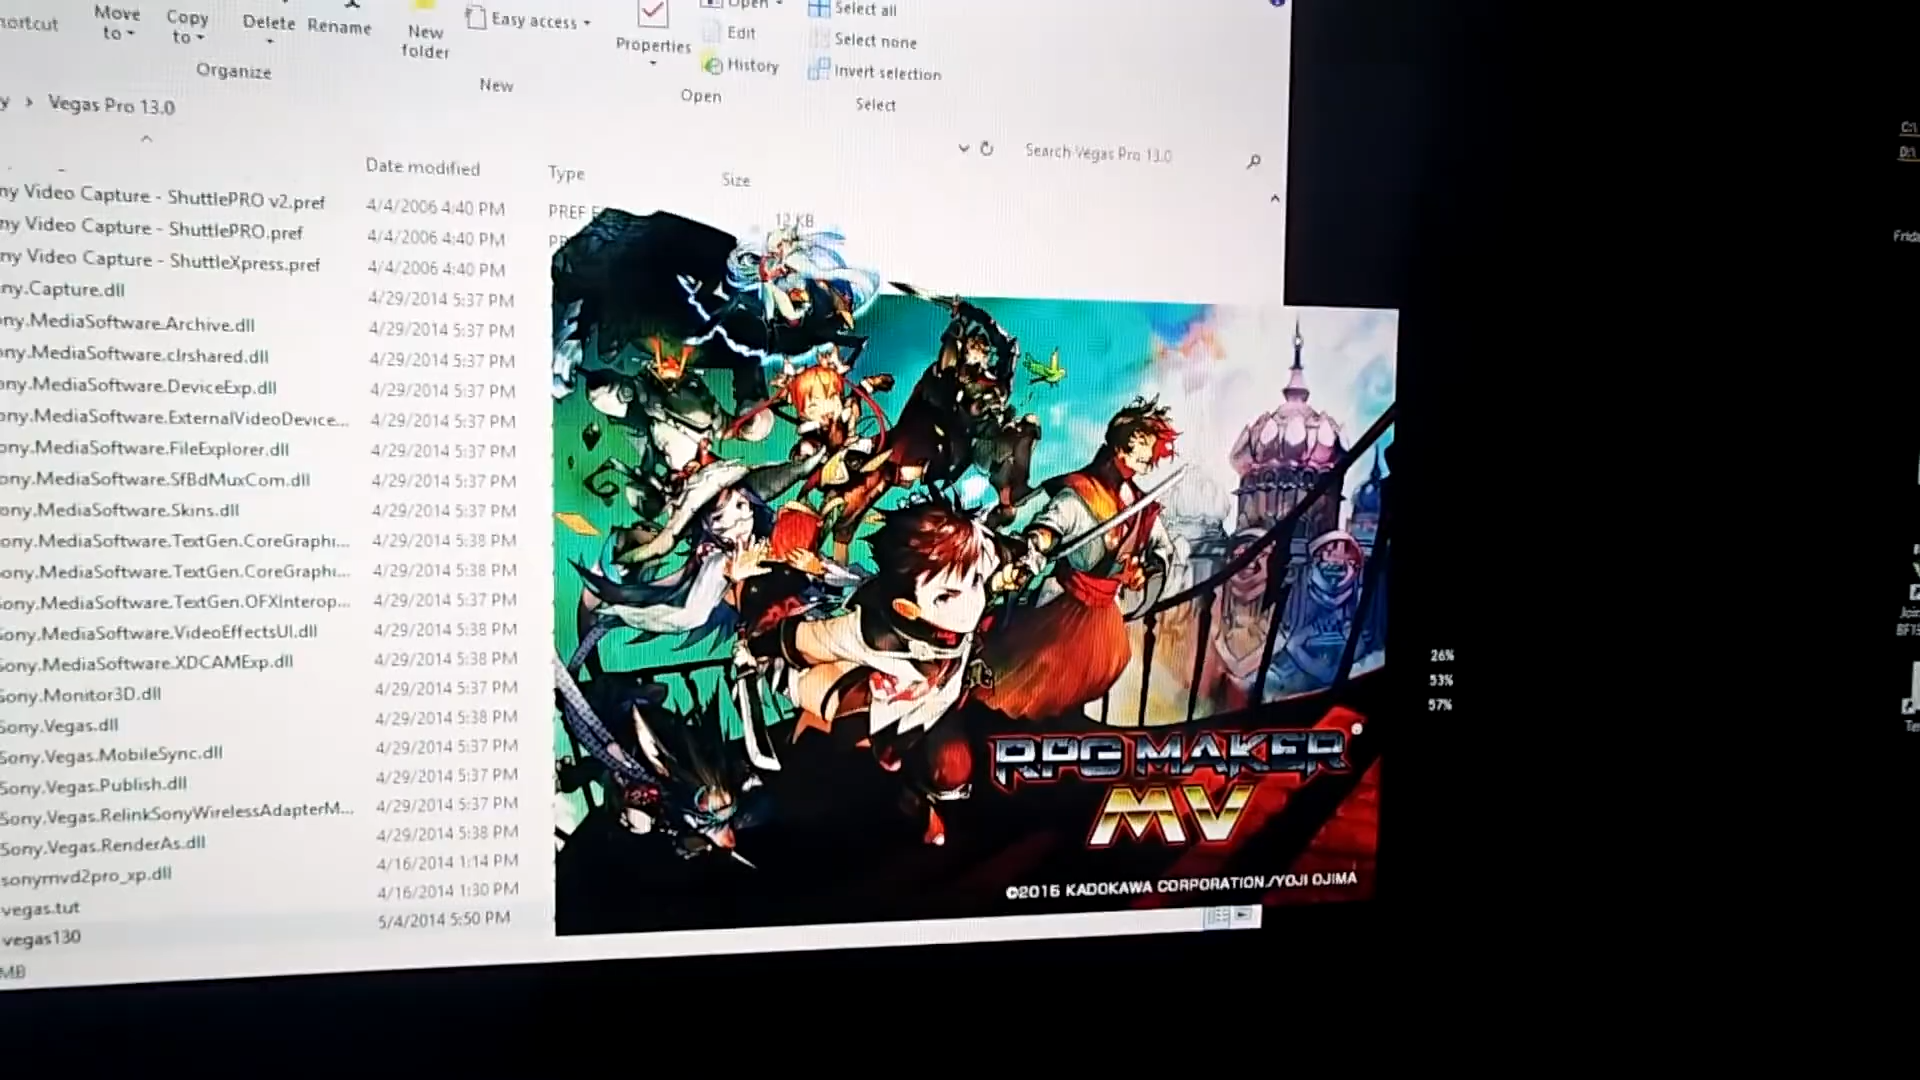 Move to
Copy to
Delete
Rename
New folder
Easy access
Properties
Open
Edit
History
Select all
Select none
Invert selection
Organize
New
Open
Select
Vegas Pro 13.0
Search Vegas Pro 13.0
Date modified
Type
Size
ny Video Capture - ShuttlePRO v2.pref 4/4/2006 4:40 PM PREF 12 KB
ny Video Capture - ShuttlePRO.pref 4/4/2006 4:40 PM
ny Video Capture - ShuttleXpress.pref 4/4/2006 4:40 PM
ny.Capture.dll 4/29/2014 5:37 PM
ny.MediaSoftware.Archive.dll 4/29/2014 5:37 PM
ny.MediaSoftware.clrshared.dll 4/29/2014 5:37 PM
ny.MediaSoftware.DeviceExp.dll 4/29/2014 5:37 PM
ony.MediaSoftware.ExternalVideoDevice... 4/29/2014 5:37 PM
ony.MediaSoftware.FileExplorer.dll 4/29/2014 5:37 PM
ony.MediaSoftware.SfBdMuxCom.dll 4/29/2014 5:37 PM
ony.MediaSoftware.Skins.dll 4/29/2014 5:37 PM
ony.MediaSoftware.TextGen.CoreGraphi... 4/29/2014 5:38 PM
ony.MediaSoftware.TextGen.CoreGraphi... 4/29/2014 5:38 PM
Sony.MediaSoftware.TextGen.OFXInterop... 4/29/2014 5:37 PM
Sony.MediaSoftware.VideoEffectsUI.dll 4/29/2014 5:38 PM
Sony.MediaSoftware.XDCAMExp.dll 4/29/2014 5:38 PM
Sony.Monitor3D.dll 4/29/2014 5:37 PM
Sony.Vegas.dll 4/29/2014 5:38 PM
Sony.Vegas.MobileSync.dll 4/29/2014 5:37 PM
Sony.Vegas.Publish.dll 4/29/2014 5:37 PM
Sony.Vegas.RelinkSonyWirelessAdapterM... 4/29/2014 5:37 PM
Sony.Vegas.RenderAs.dll 4/29/2014 5:38 PM
sonymvd2pro_xp.dll 4/16/2014 1:14 PM
vegas.tut 4/16/2014 1:30 PM
vegas130 5/4/2014 5:50 PM
MB
RPG MAKER
MV
©2015 KADOKAWA CORPORATION./YOJI OJIMA
26%
53%
57%
C:\
D:\